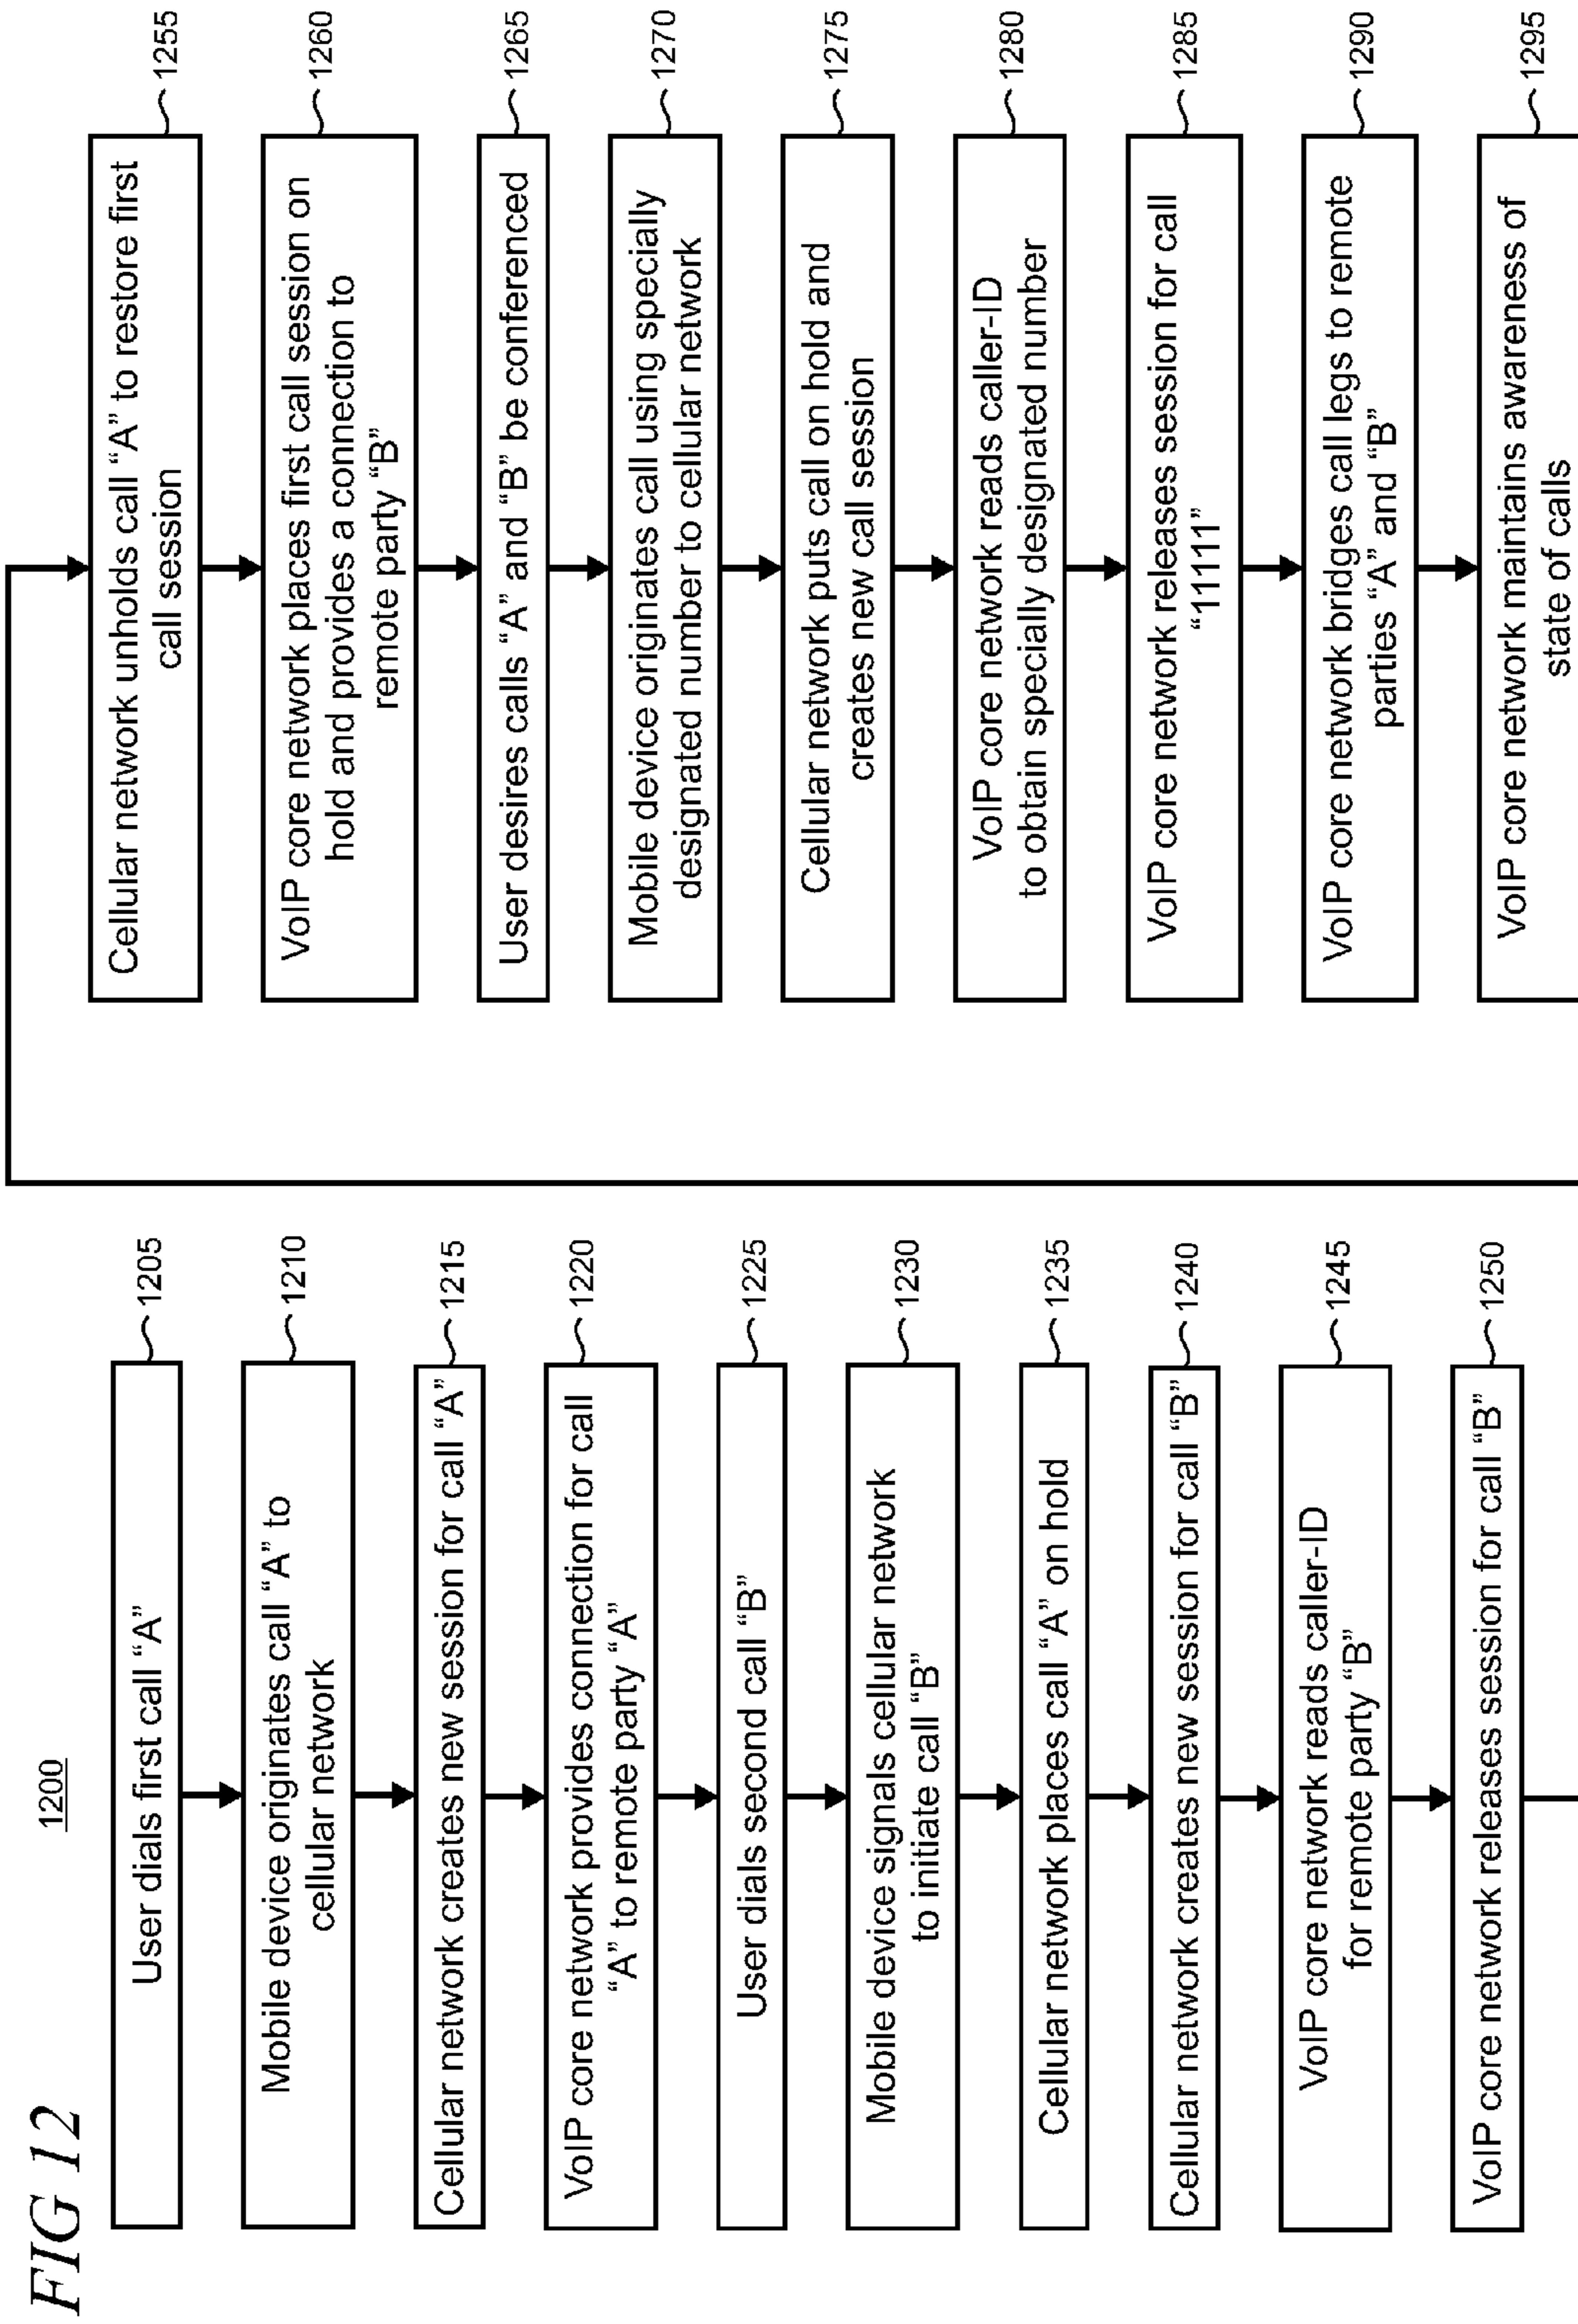 FIG 12
1200
User dials first call “A”
1205
Mobile device originates call “A” to
cellular network
1210
Cellular network creates new session for call “A”
1215
VoIP core network provides connection for call
“A” to remote party “A”
1220
User dials second call “B”
1225
Mobile device signals cellular network
to initiate call “B”
1230
Cellular network places call “A” on hold
1235
Cellular network creates new session for call “B”
1240
VoIP core network reads caller-ID
for remote party “B”
1245
VoIP core network releases session for call “B”
1250
Cellular network unholds call “A” to restore first
call session
1255
VoIP core network places first call session on
hold and provides a connection to
remote party “B”
1260
User desires calls “A” and “B” be conferenced
1265
Mobile device originates call using specially
designated number to cellular network
1270
Cellular network puts call on hold and
creates new call session
1275
VoIP core network reads caller-ID
to obtain specially designated number
1280
VoIP core network releases session for call
“11111”
1285
VoIP core network bridges call legs to remote
parties “A” and “B”
1290
VoIP core network maintains awareness of
state of calls
1295